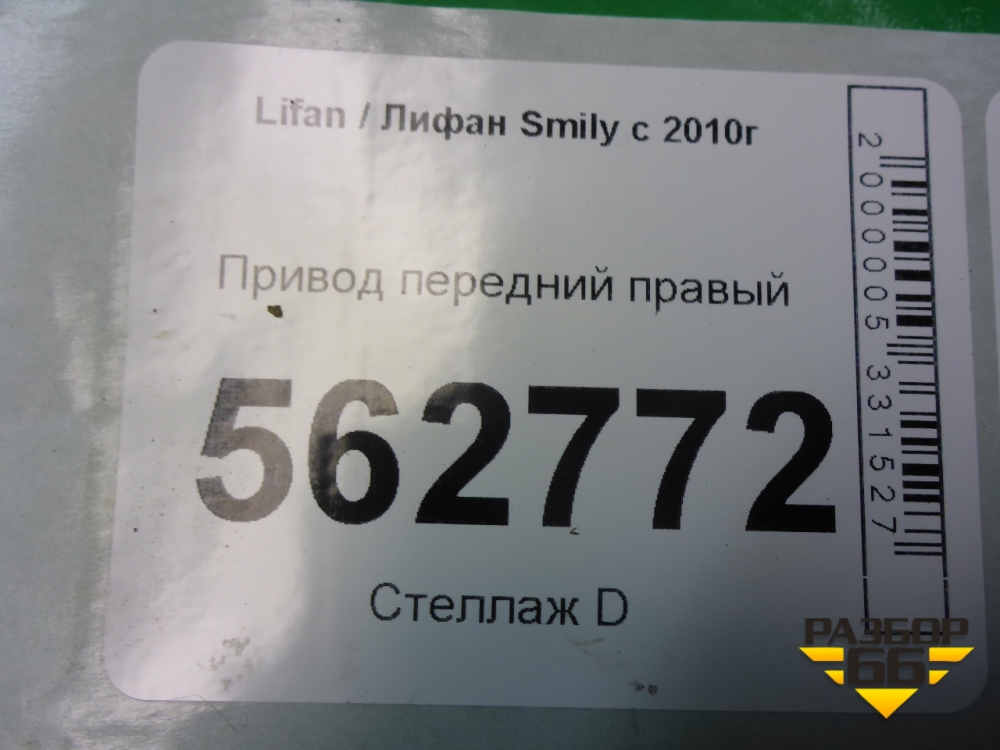 Lifan / Лифан Smily с 2010г
Привод передний правый
562772
Стеллаж D
2000005331527
РАЗБОР
66